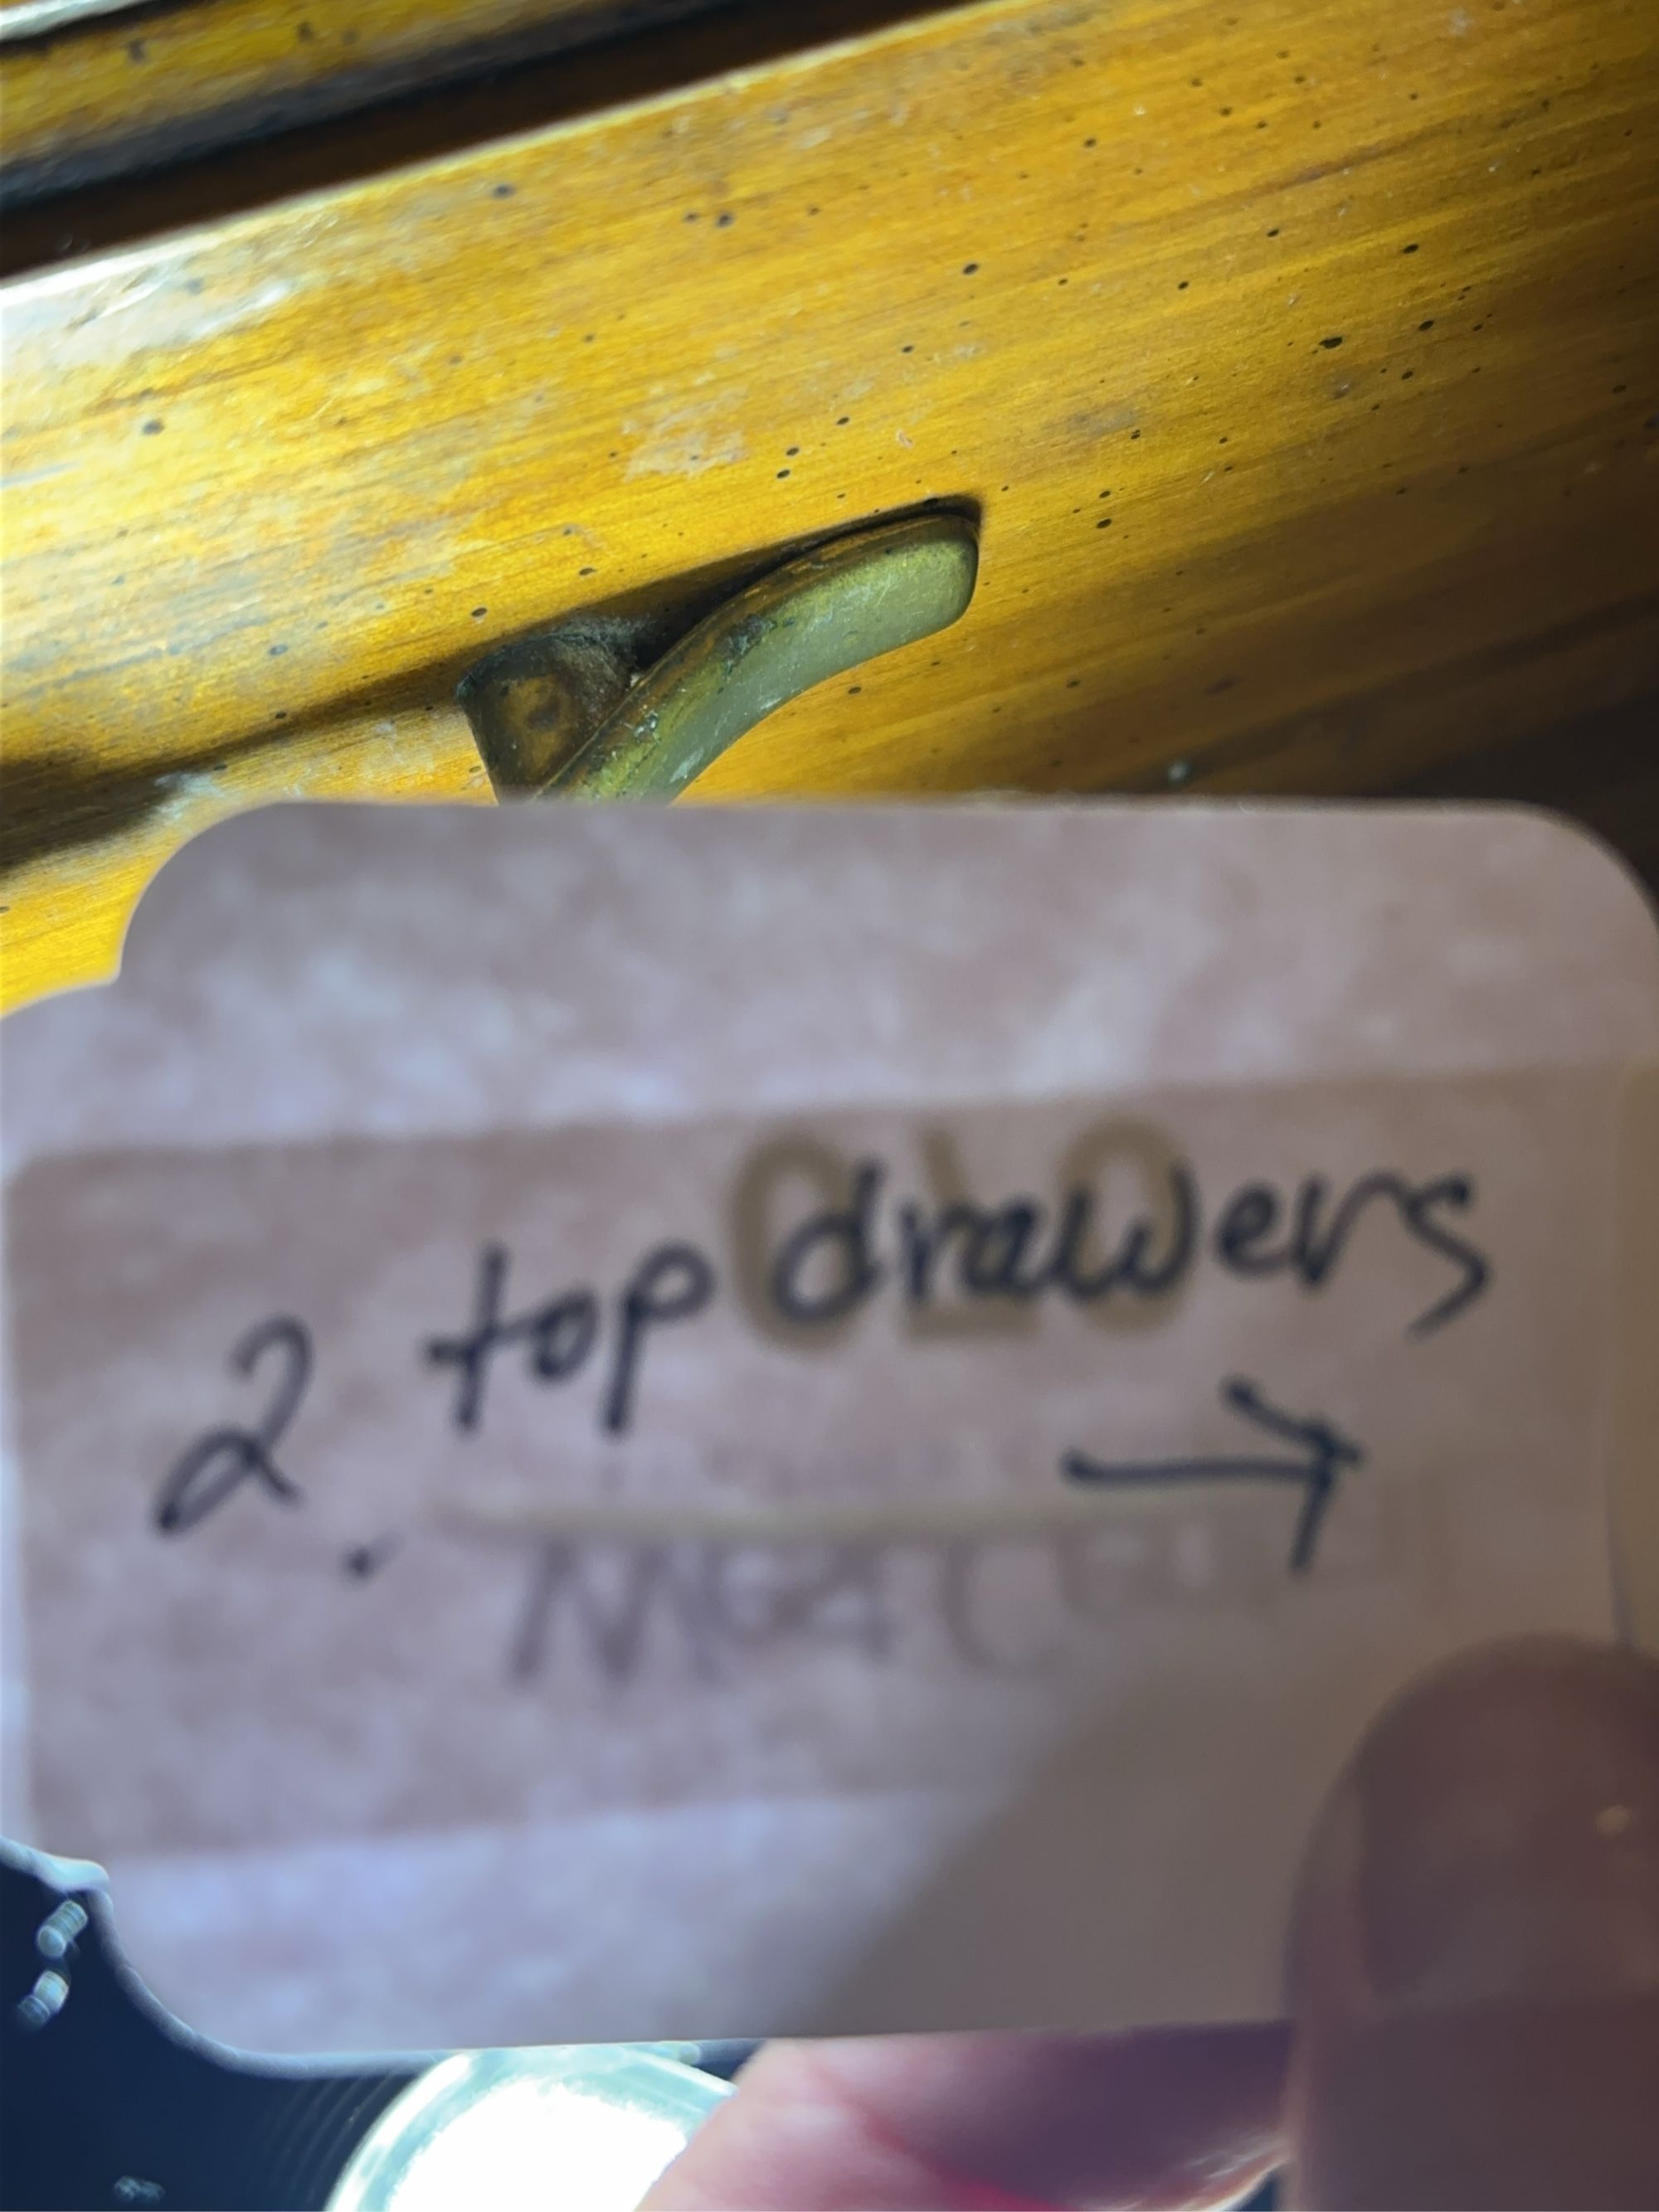 2. top drawers
→